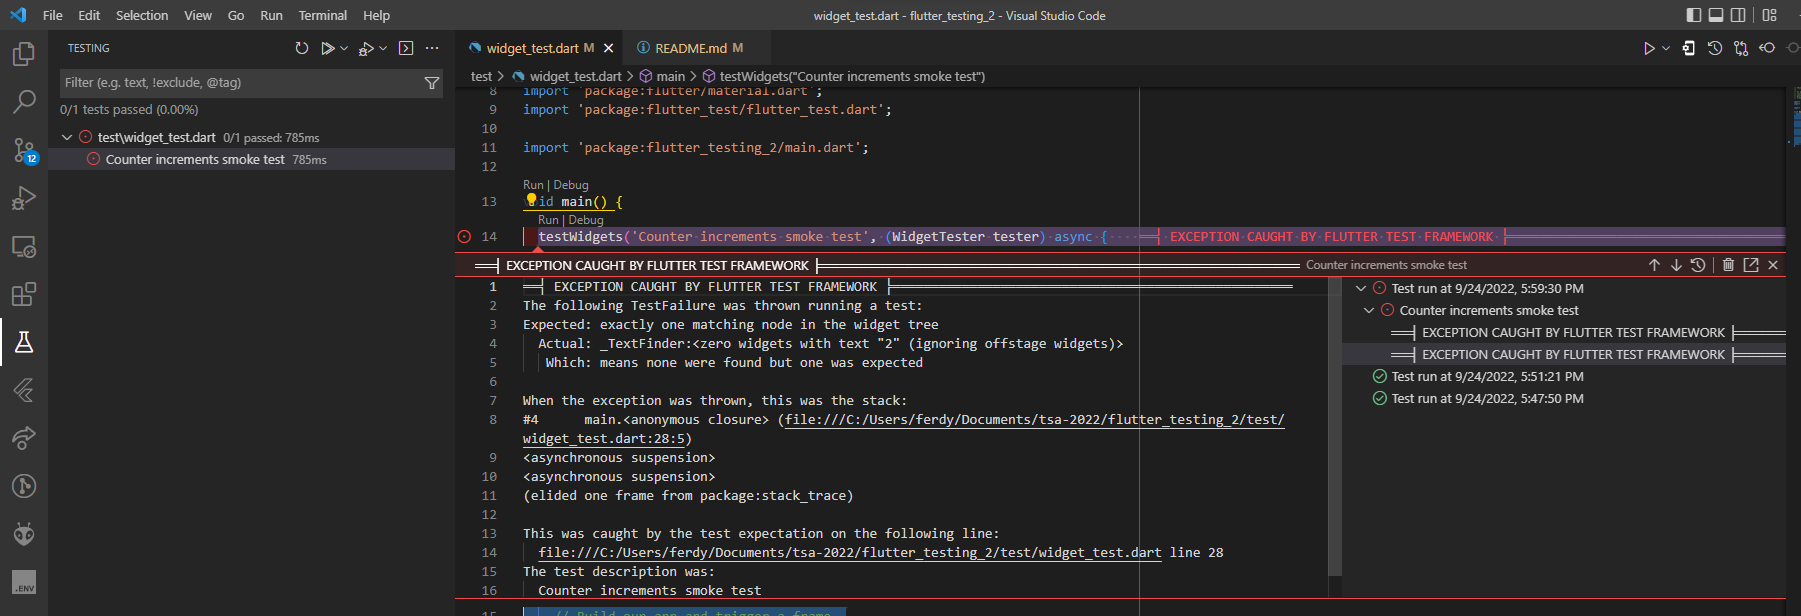 File Edit Selection View Go Run Terminal Help
widget_test.dart - flutter_testing_2 - Visual Studio Code
TESTING
Filter (e.g. text, !exclude, @tag)
0/1 tests passed (0.00%)
test\widget_test.dart 0/1 passed: 785ms
Counter increments smoke test 785ms
12
.ENV
widget_test.dart M
README.md M
test > widget_test.dart > main > testWidgets("Counter increments smoke test")
8 import 'package:flutter/material.dart';
9 import 'package:flutter_test/flutter_test.dart';
10
11 import 'package:flutter_testing_2/main.dart';
12
Run | Debug
13 id main() {
Run | Debug
14 testWidgets('Counter increments smoke test', (WidgetTester tester) async { ══╡ EXCEPTION CAUGHT BY FLUTTER TEST FRAMEWORK ╞══
══╡ EXCEPTION CAUGHT BY FLUTTER TEST FRAMEWORK ╞══ Counter increments smoke test
1 ══╡ EXCEPTION CAUGHT BY FLUTTER TEST FRAMEWORK ╞══
2 The following TestFailure was thrown running a test:
3 Expected: exactly one matching node in the widget tree
4 Actual: _TextFinder:<zero widgets with text "2" (ignoring offstage widgets)>
5 Which: means none were found but one was expected
6
7 When the exception was thrown, this was the stack:
8 #4 main.<anonymous closure> (file:///C:/Users/ferdy/Documents/tsa-2022/flutter_testing_2/test/
widget_test.dart:28:5)
9 <asynchronous suspension>
10 <asynchronous suspension>
11 (elided one frame from package:stack_trace)
12
13 This was caught by the test expectation on the following line:
14 file:///C:/Users/ferdy/Documents/tsa-2022/flutter_testing_2/test/widget_test.dart line 28
15 The test description was:
16 Counter increments smoke test
Test run at 9/24/2022, 5:59:30 PM
Counter increments smoke test
══╡ EXCEPTION CAUGHT BY FLUTTER TEST FRAMEWORK ╞══
══╡ EXCEPTION CAUGHT BY FLUTTER TEST FRAMEWORK ╞══
Test run at 9/24/2022, 5:51:21 PM
Test run at 9/24/2022, 5:47:50 PM
15 // Build our app and trigger a frame.